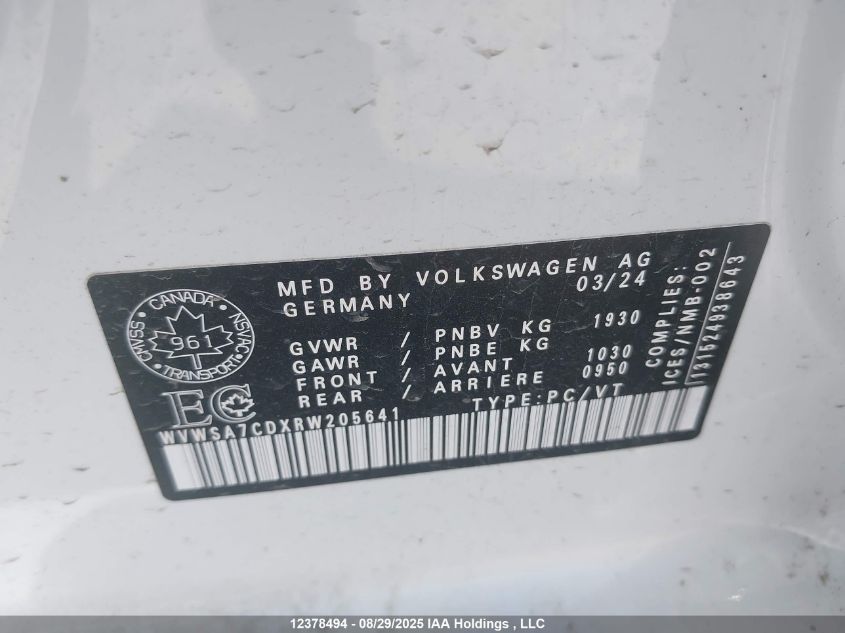 MFD BY VOLKSWAGEN AG
GERMANY 03/24
GVWR / PNBV KG 1930
GAWR / PNBE KG
FRONT / AVANT 1030
REAR / ARRIERE 0950
TYPE:PC/VT
CANADA
CMVSS NSVAC
961
TRANSPORT
EC
WVWSA7CDXRW205641
COMPLIES:
ICES/NMB-002
T31524938643
12378494 - 08/29/2025 IAA Holdings , LLC